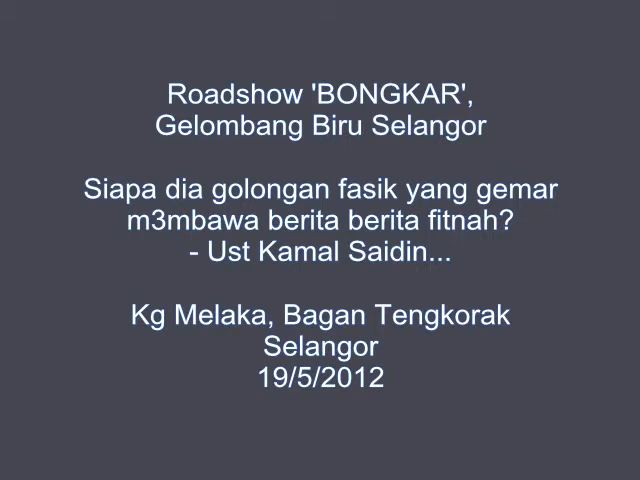 Roadshow 'BONGKAR',
Gelombang Biru Selangor
Siapa dia golongan fasik yang gemar
m3mbawa berita berita fitnah?
- Ust Kamal Saidin...
Kg Melaka, Bagan Tengkorak
Selangor
19/5/2012